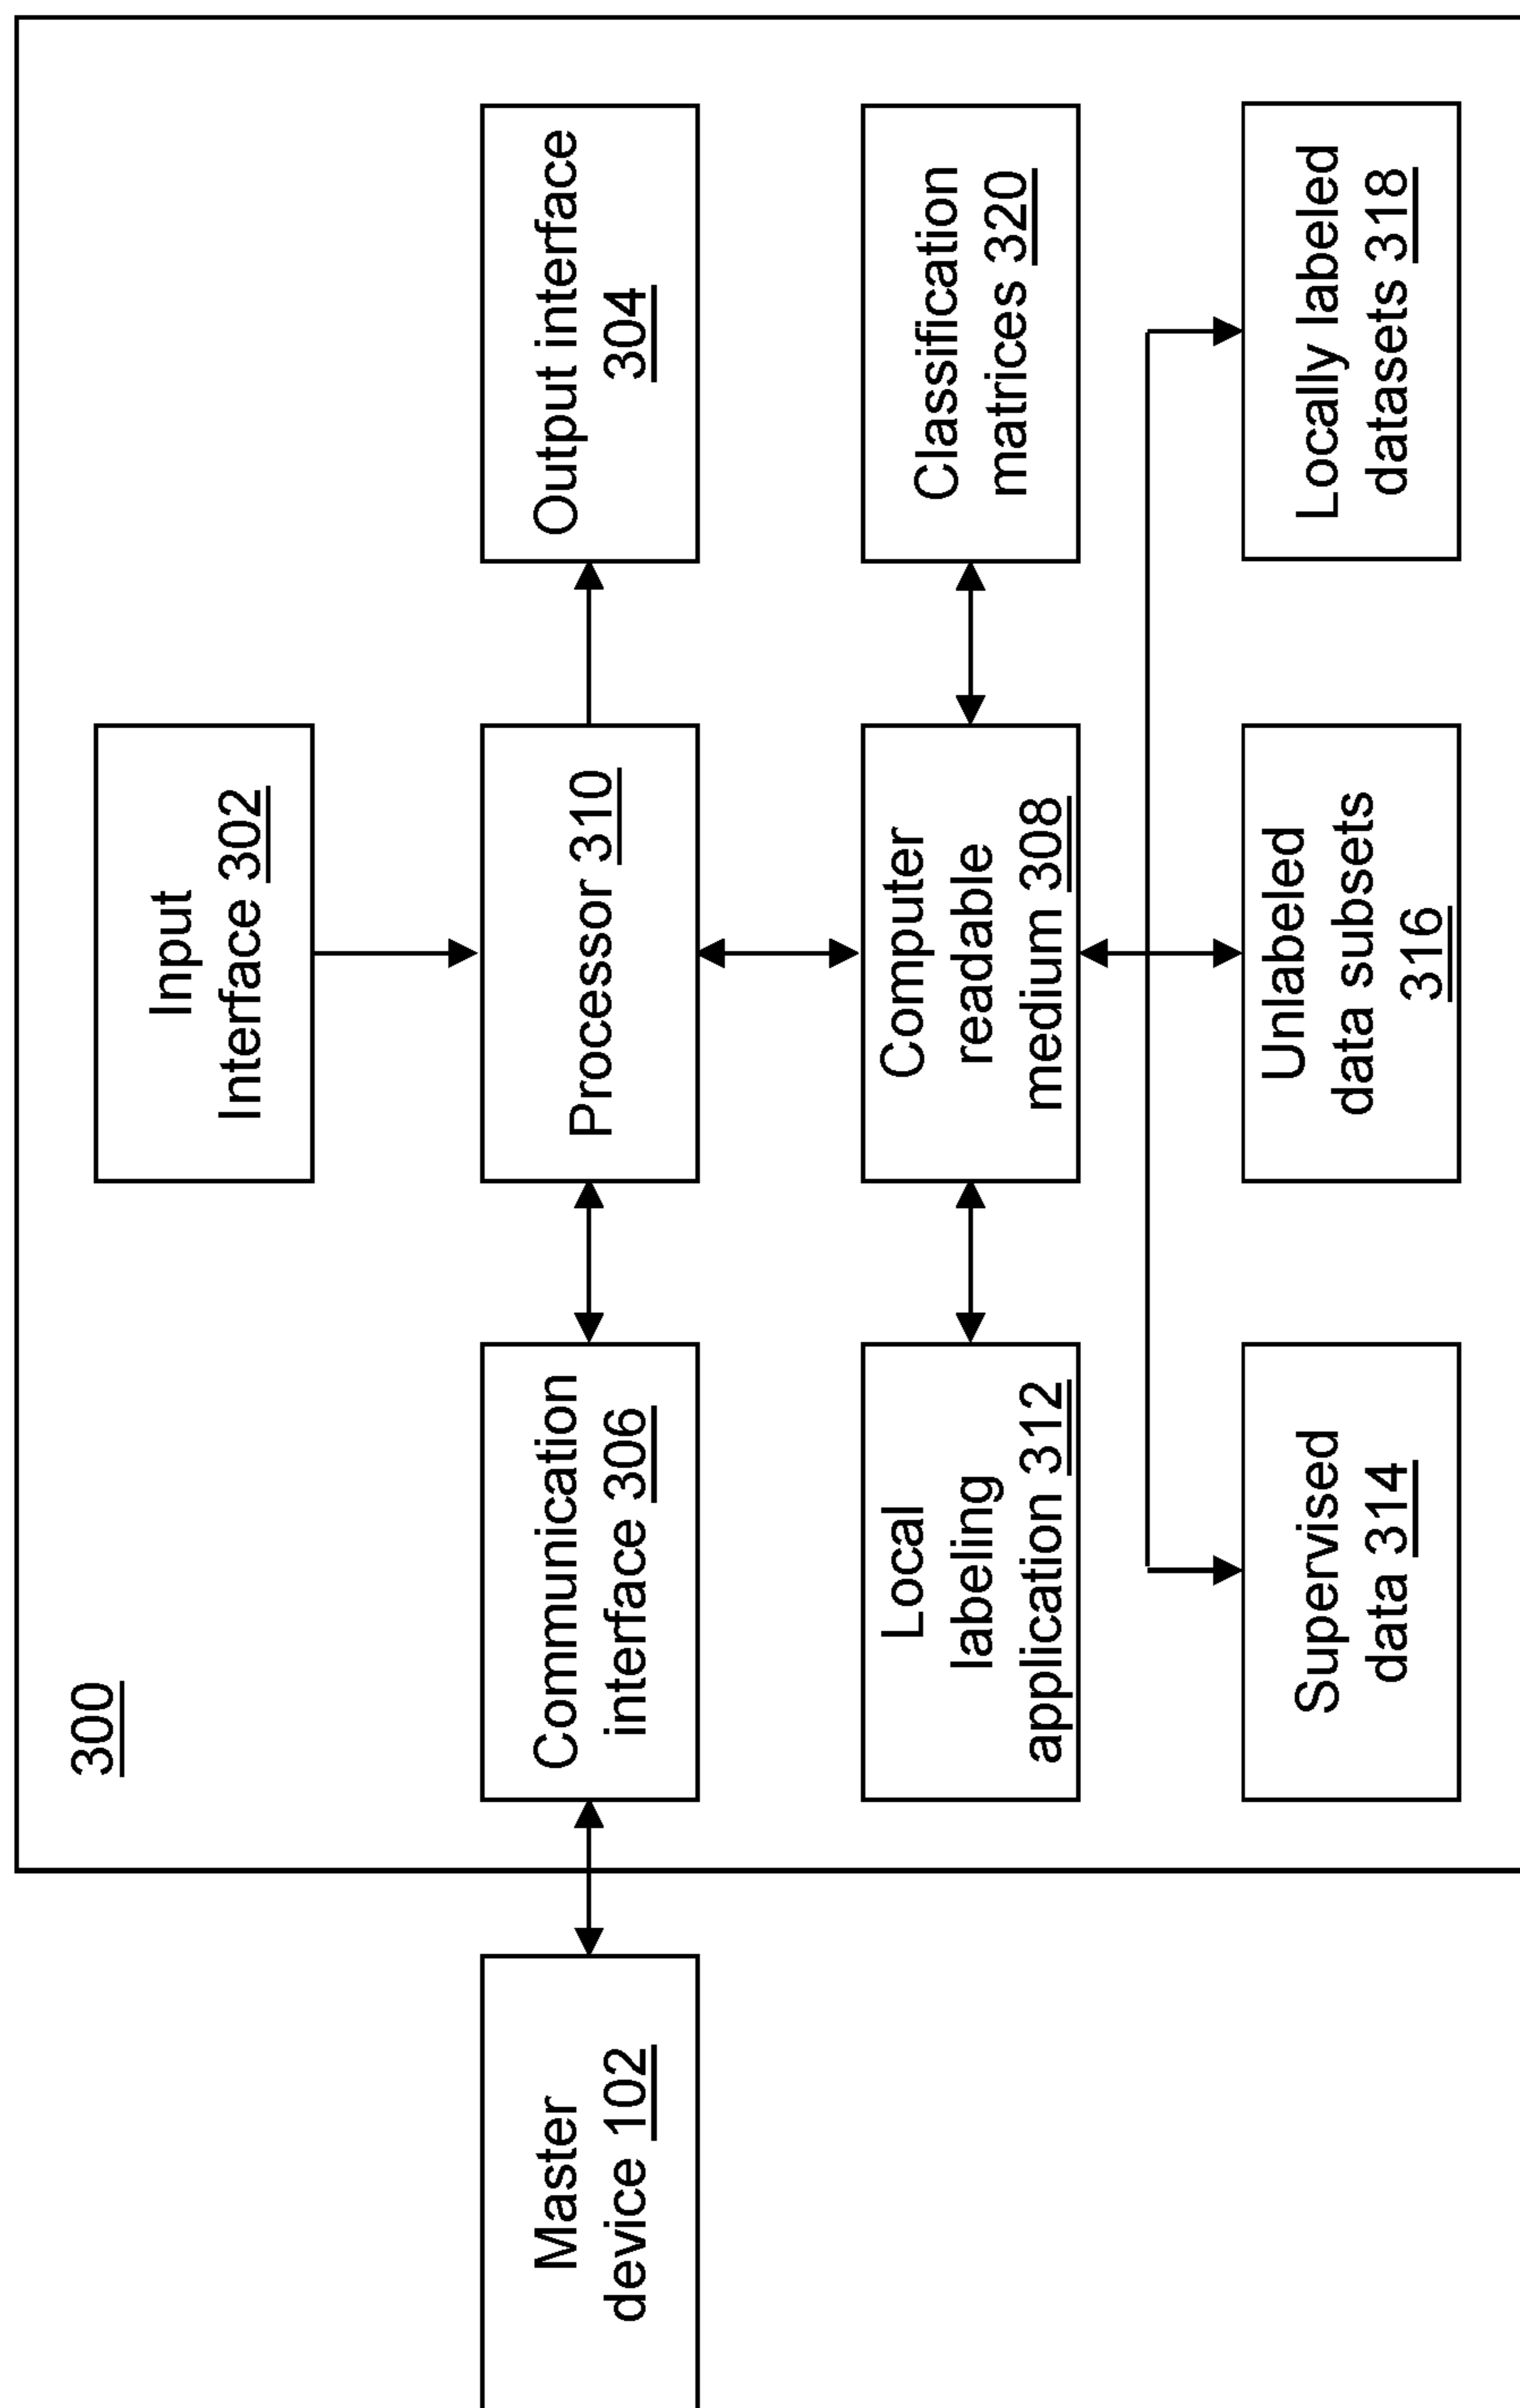 300
Input
Interface 302
Master
device 102
Communication
interface 306
Processor 310
Output interface
304
Local
labeling
application 312
Computer
readable
medium 308
Classification
matrices 320
Supervised
data 314
Unlabeled
data subsets
316
Locally labeled
datasets 318